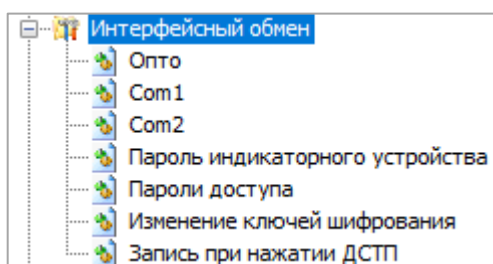 Интерфейсный обмен
Опто
Com1
Com2
Пароль индикаторного устройства
Пароли доступа
Изменение ключей шифрования
Запись при нажатии ДСТП